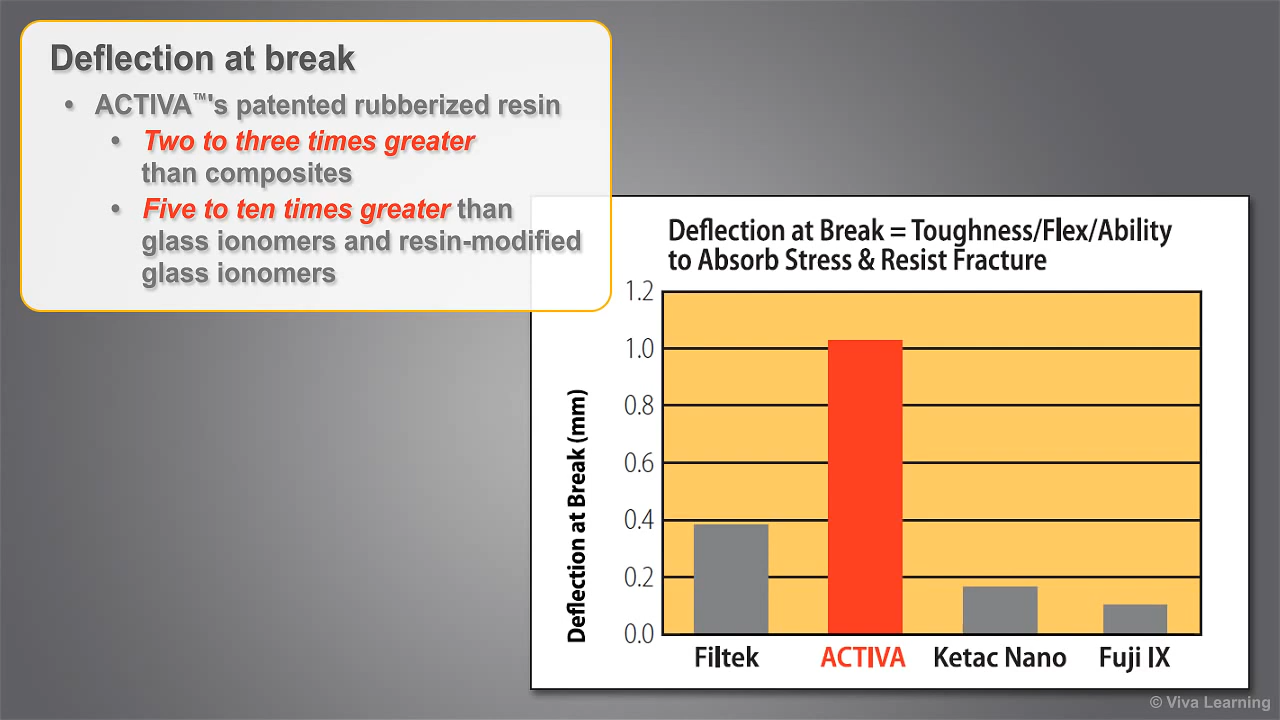 Deflection at break
• ACTIVA™'s patented rubberized resin
• Two to three times greater
than composites
• Five to ten times greater than
glass ionomers and resin-modified
glass ionomers
Deflection at Break = Toughness/Flex/Ability
to Absorb Stress & Resist Fracture
Deflection at Break (mm)
1.2
1.0
0.8
0.6
0.4
0.2
0.0
Filtek ACTIVA Ketac Nano Fuji IX
© Viva Learning